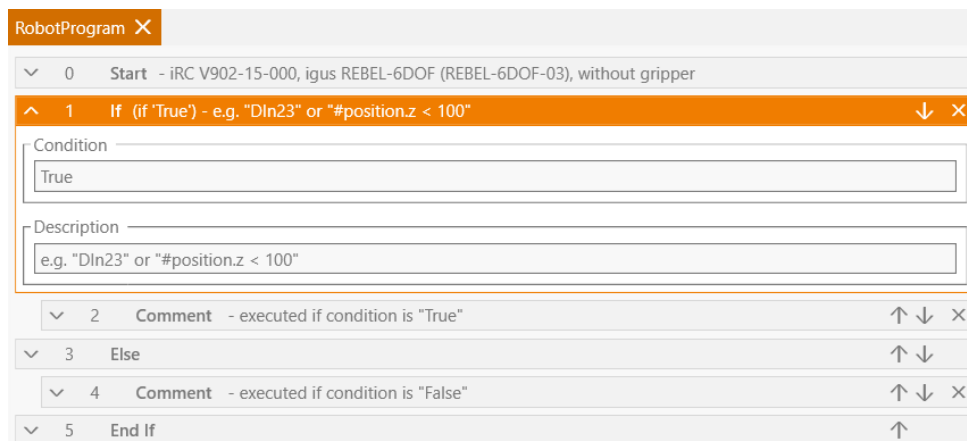 RobotProgram
0 Start - iRC V902-15-000, igus REBEL-6DOF (REBEL-6DOF-03), without gripper
1 If (if 'True') - e.g. "DIn23" or "#position.z < 100"
Condition
True
Description
e.g. "DIn23" or "#position.z < 100"
2 Comment - executed if condition is "True"
3 Else
4 Comment - executed if condition is "False"
5 End If